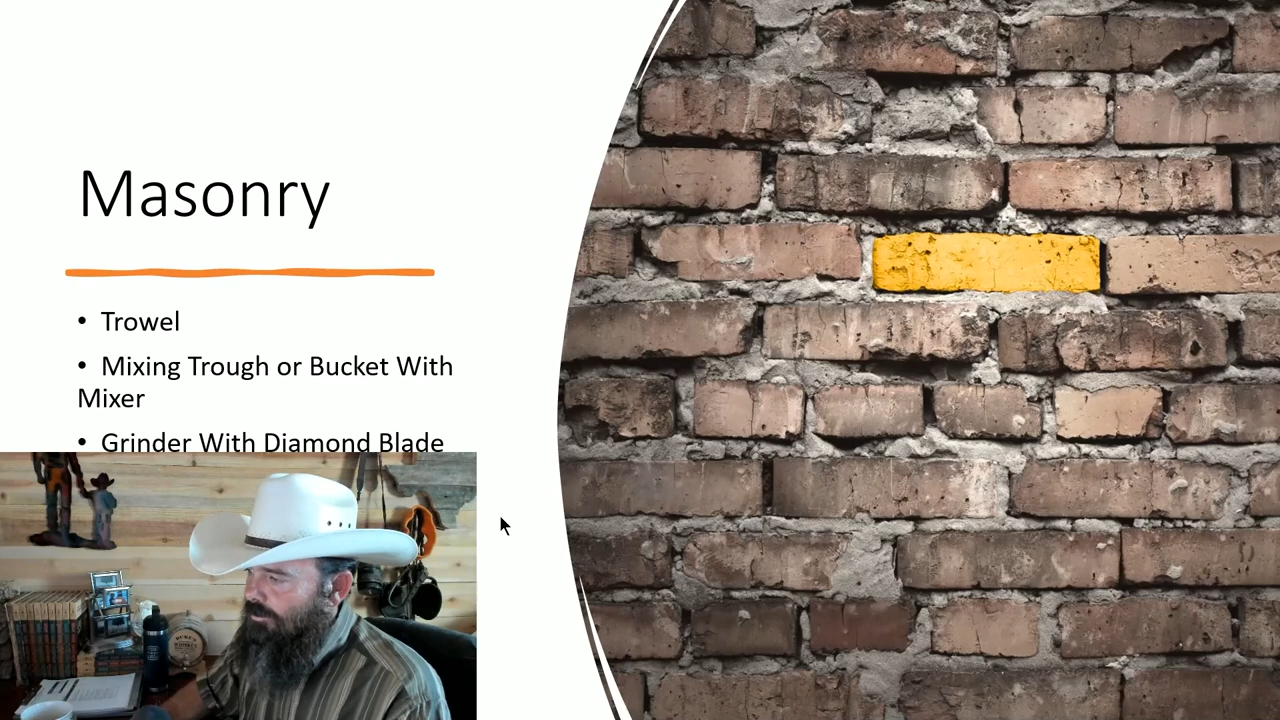 Masonry
• Trowel
• Mixing Trough or Bucket With
Mixer
• Grinder With Diamond Blade